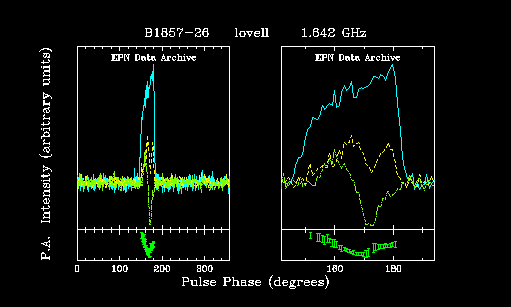 B1857-26 lovell 1.642 GHz
EPN Data Archive EPN Data Archive
P.A. Intensity (arbitrary units)
0 100 200 300 160 180
Pulse Phase (degrees)